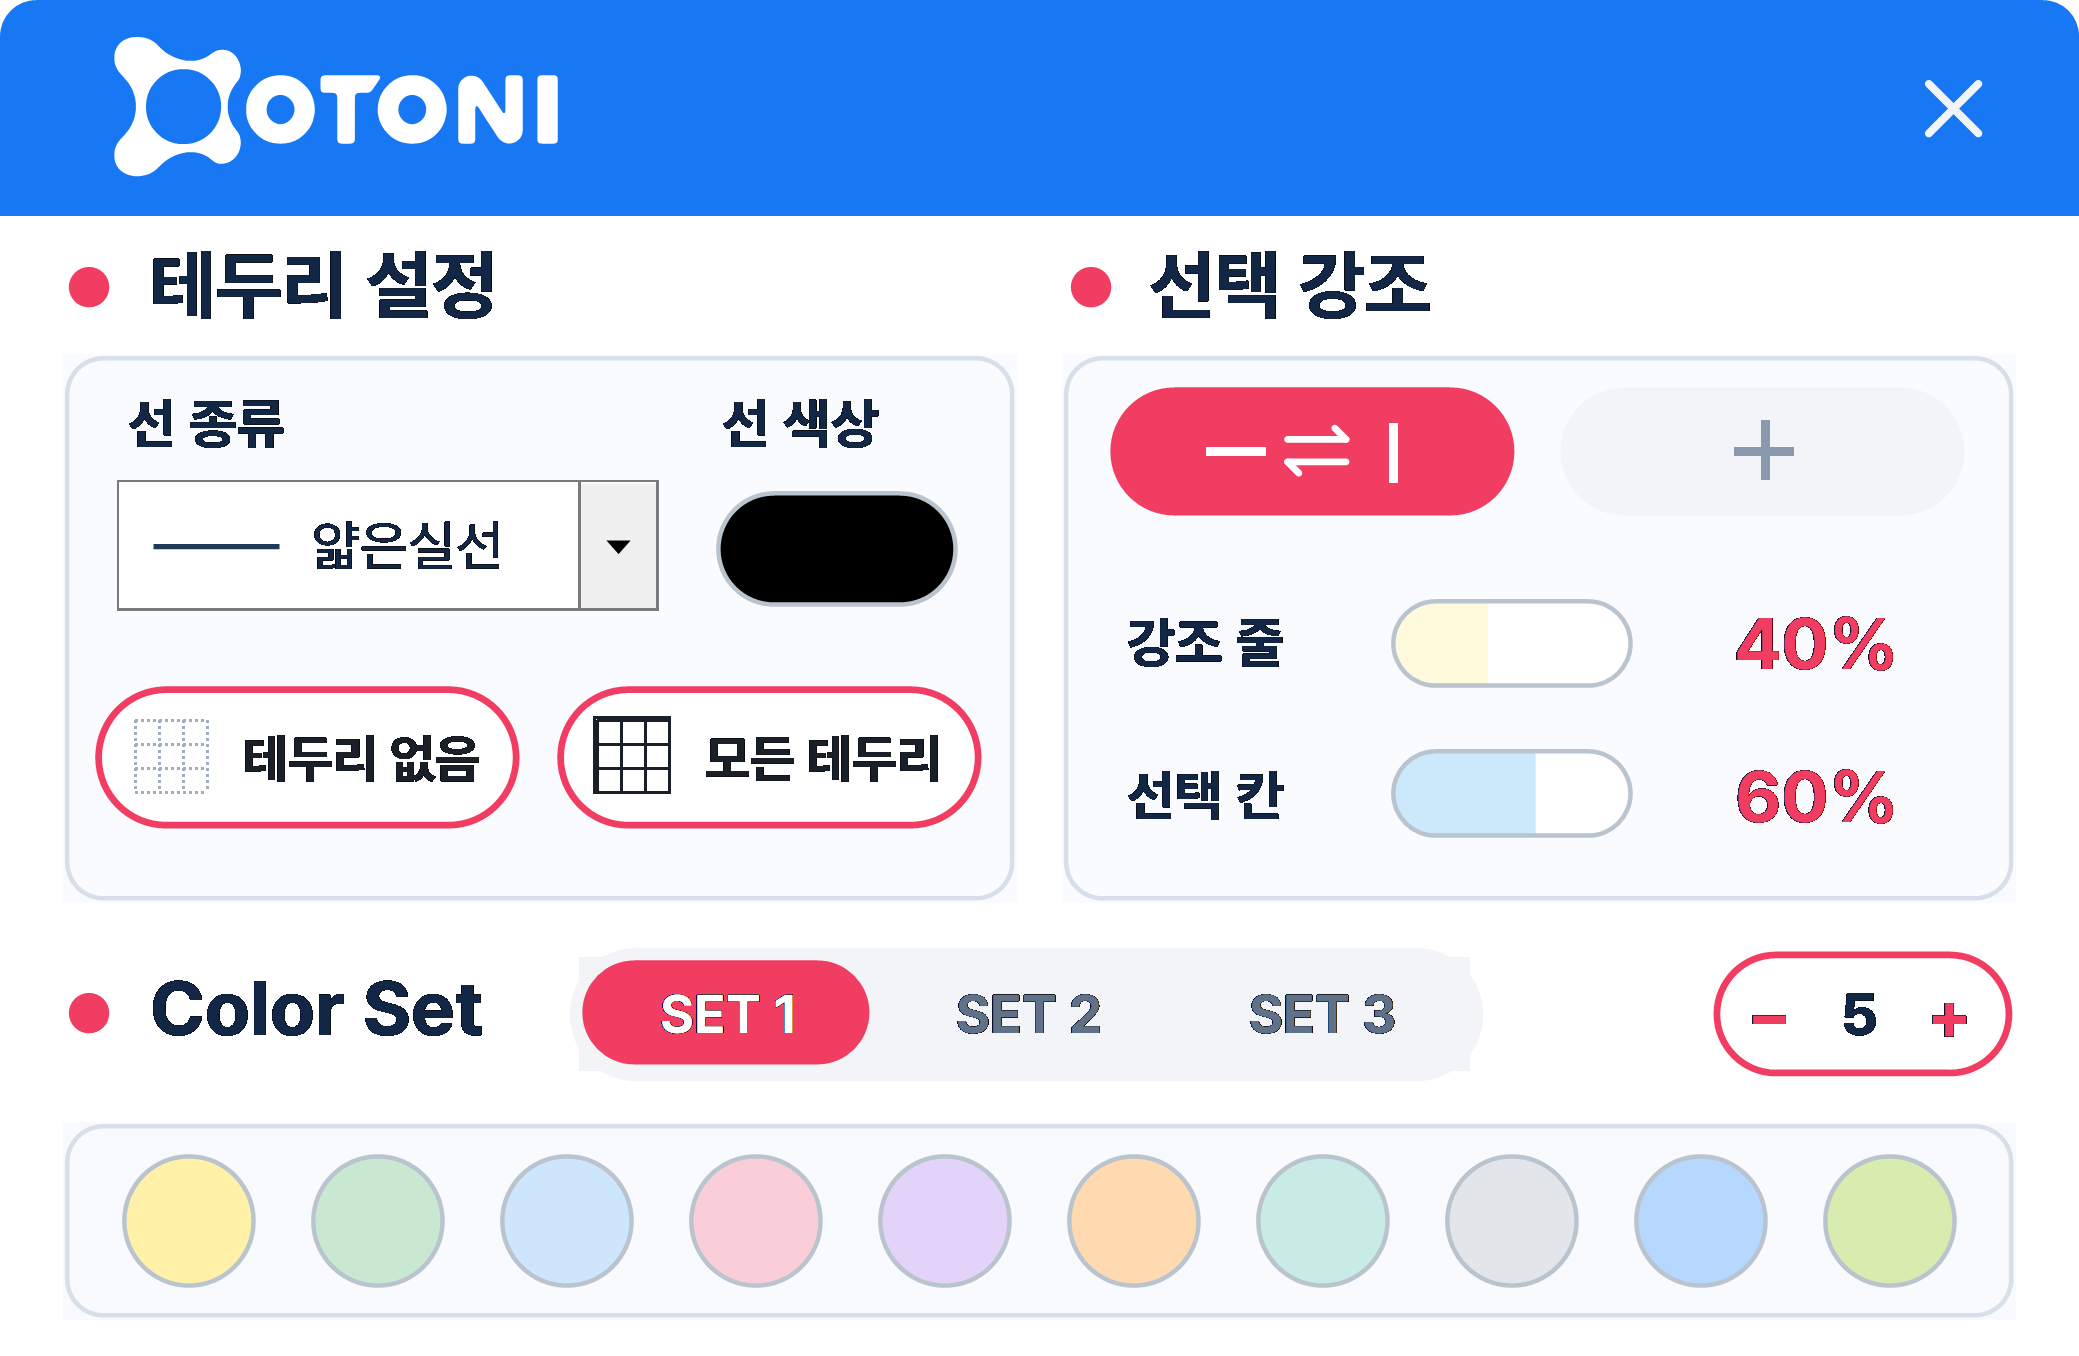 OTONI
테두리 설정
선 종류
선 색상
얇은실선
테두리 없음
모든 테두리
선택 강조
강조 줄
40%
선택 칸
60%
Color Set
SET 1
SET 2
SET 3
– 5 +